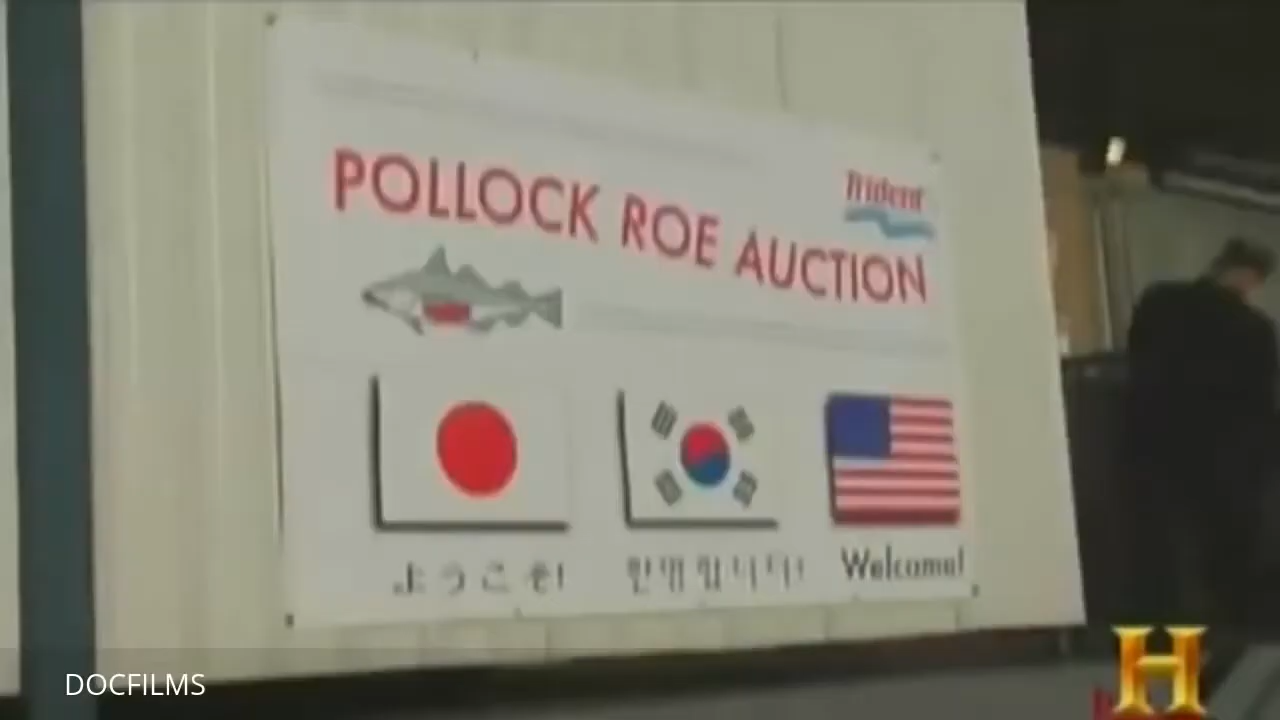 Trident
POLLOCK ROE AUCTION
ようこそ!
Welcome!
DOCFILMS
H